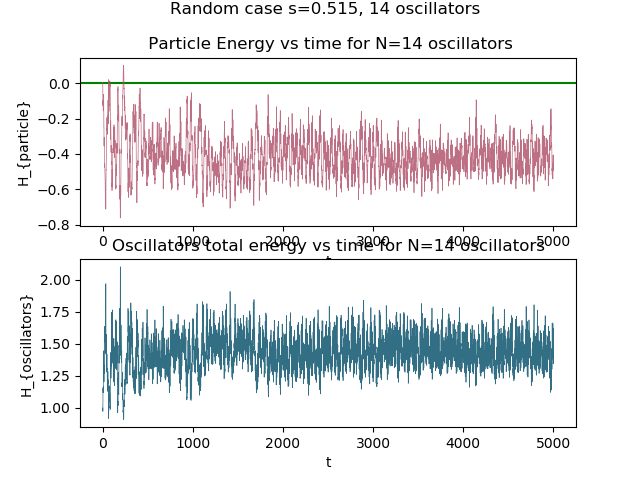 Random case s=0.515, 14 oscillators
Particle Energy vs time for N=14 oscillators
0.0
−0.2
−0.4
−0.6
−0.8
H_{particle}
0 1000 2000 3000 4000 5000
t
Oscillators total energy vs time for N=14 oscillators
2.00
1.75
1.50
1.25
1.00
H_{oscillators}
0 1000 2000 3000 4000 5000
t